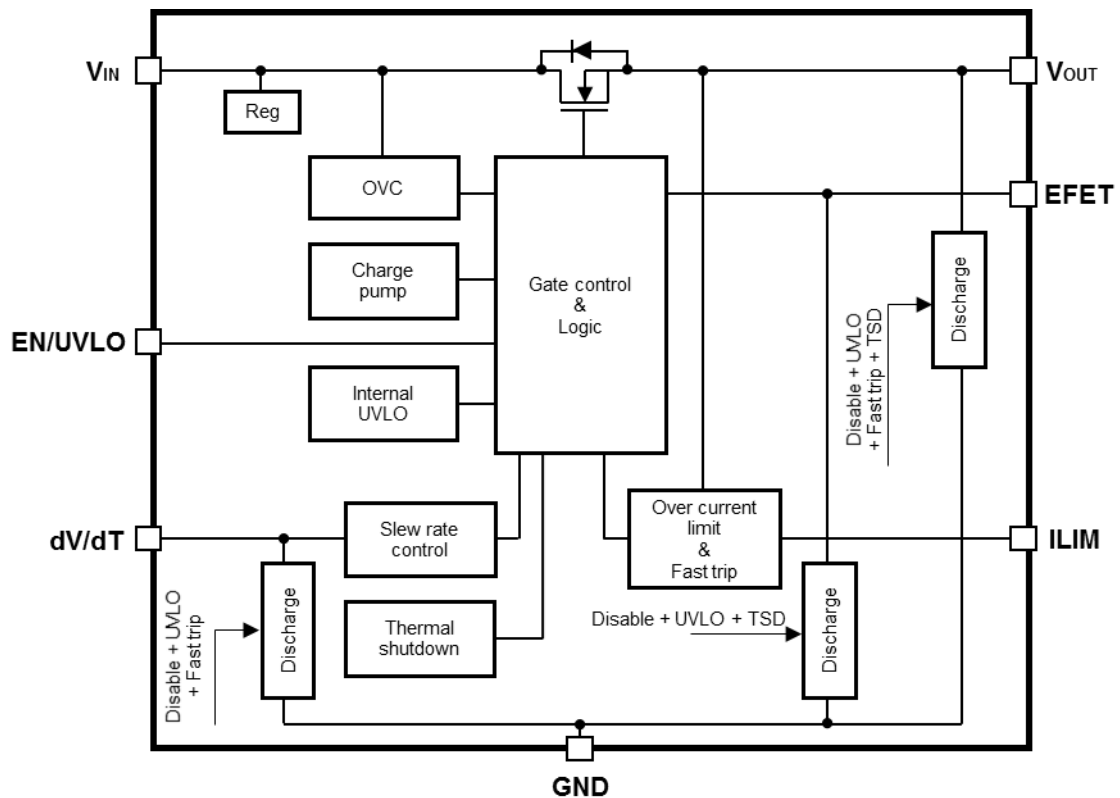 VIN
VOUT
Reg
OVC
EFET
Charge
pump
Gate control
&
Logic
Discharge
EN/UVLO
Disable + UVLO
+ Fast trip + TSD
Internal
UVLO
dV/dT
Slew rate
control
Over current
limit
&
Fast trip
ILIM
Disable + UVLO
+ Fast trip
Discharge
Thermal
shutdown
Disable + UVLO + TSD
Discharge
GND